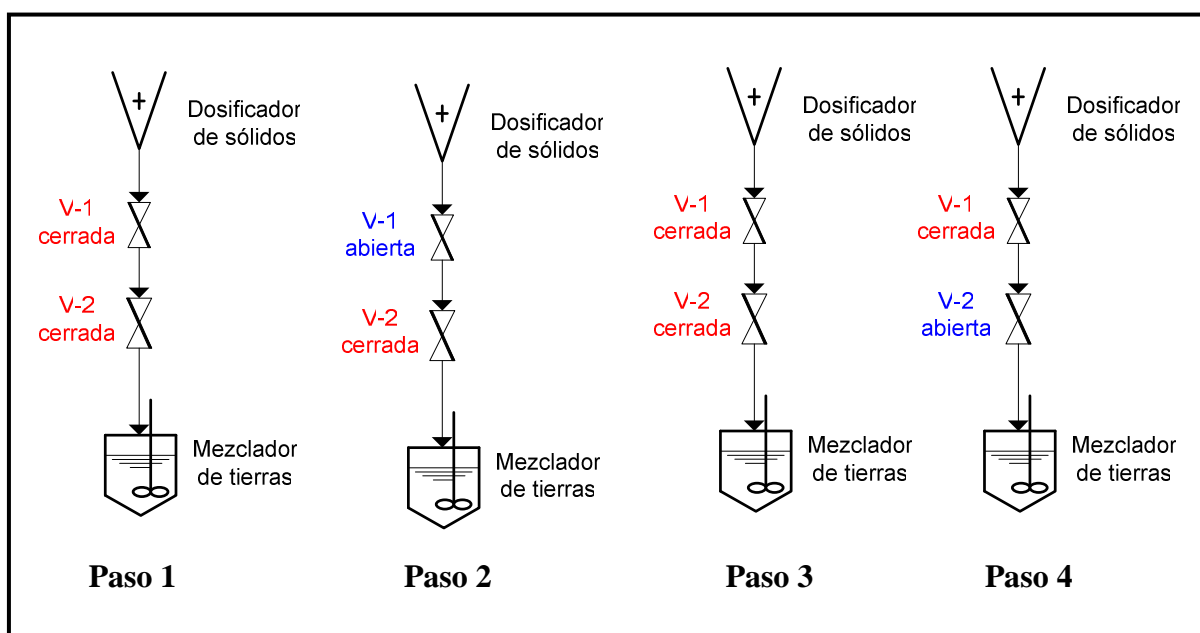 Dosificador
de sólidos
V-1
cerrada
V-2
cerrada
Mezclador
de tierras
Paso 1
Dosificador
de sólidos
V-1
abierta
V-2
cerrada
Mezclador
de tierras
Paso 2
Dosificador
de sólidos
V-1
cerrada
V-2
cerrada
Mezclador
de tierras
Paso 3
Dosificador
de sólidos
V-1
cerrada
V-2
abierta
Mezclador
de tierras
Paso 4